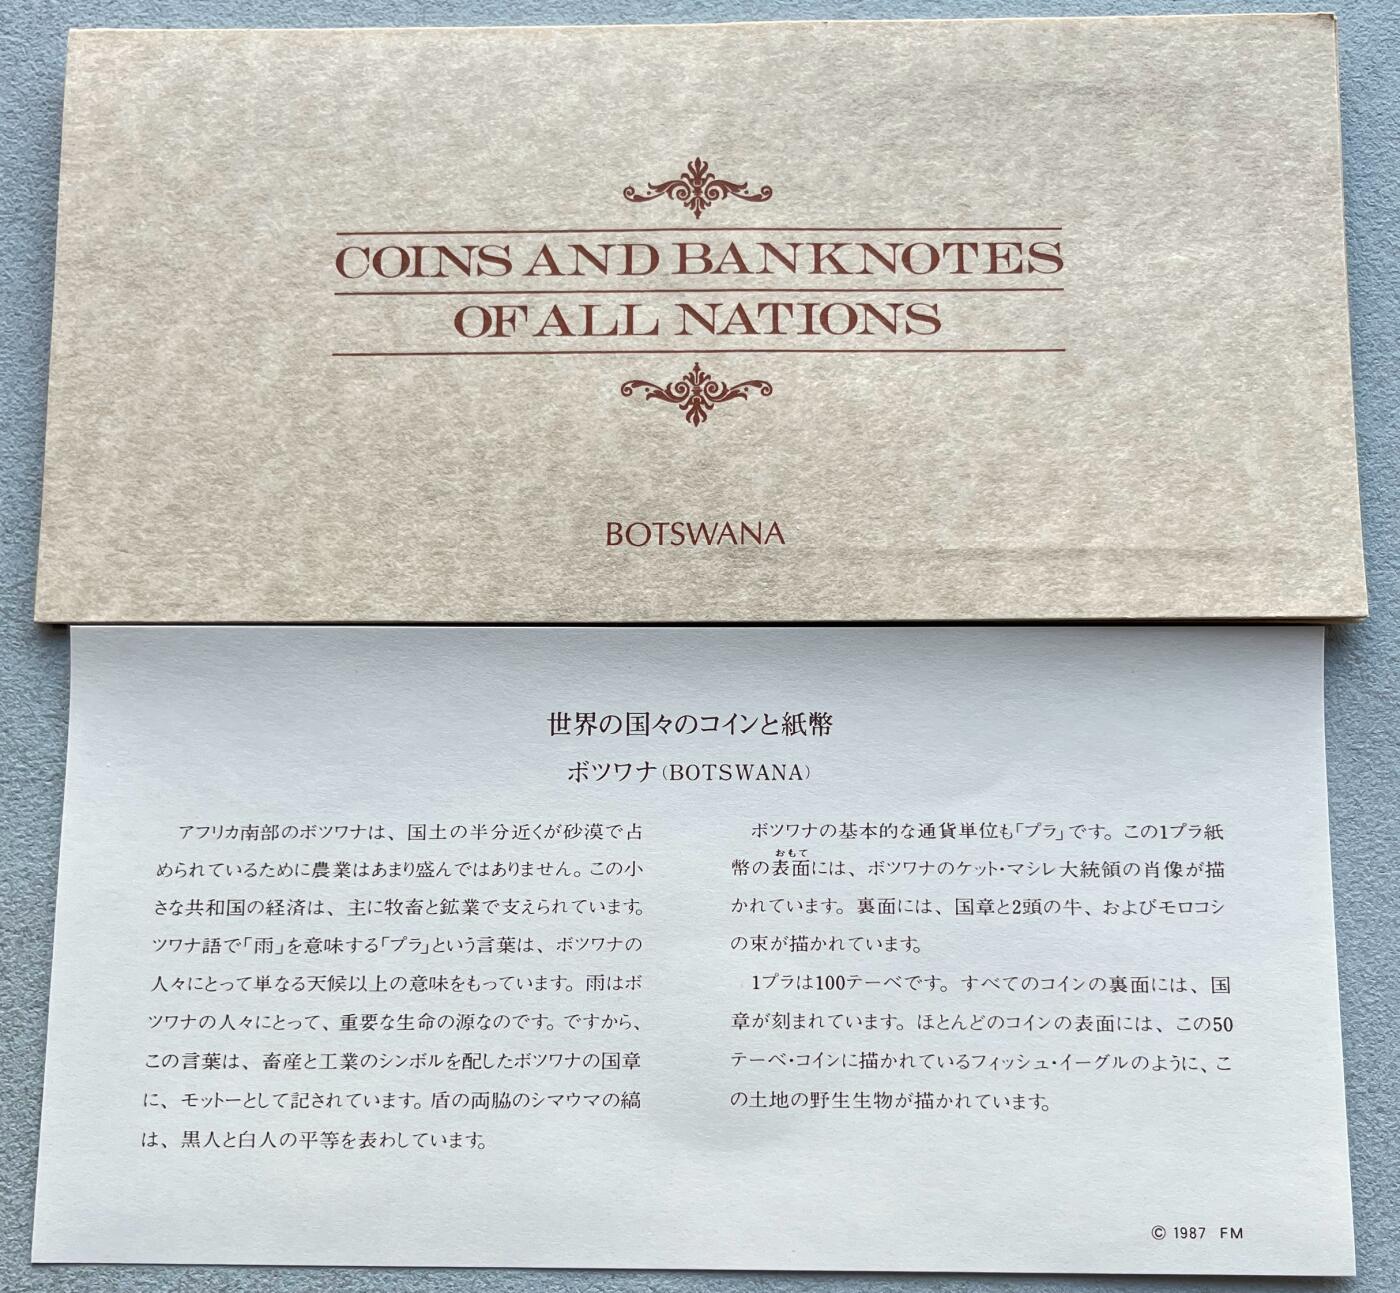 COINS AND BANKNOTES
OF ALL NATIONS
BOTSWANA
世界の国々のコインと紙幣
ボツワナ(BOTSWANA)
アフリカ南部のボツワナは、国土の半分近くが砂漠で占
められているために農業はあまり盛んではありません。この小
さな共和国の経済は、主に牧畜と鉱業で支えられています。
ツワナ語で「雨」を意味する「プラ」という言葉は、ボツワナの
人々にとって単なる天候以上の意味をもっています。雨はボ
ツワナの人々にとって、重要な生命の源なのです。ですから、
この言葉は、畜産と工業のシンボルを配したボツワナの国章
に、モットーとして記されています。盾の両脇のシマウマの縞
は、黒人と白人の平等を表わしています。
ボツワナの基本的な通貨単位も「プラ」です。この1プラ紙
おもて
幣の表面には、ボツワナのケット・マシレ大統領の肖像が描
かれています。裏面には、国章と2頭の牛、およびモロコシ
の束が描かれています。
1プラは100テーベです。すべてのコインの裏面には、国
章が刻まれています。ほとんどのコインの表面には、この50
テーベ・コインに描かれているフィッシュ・イーグルのように、こ
の土地の野生生物が描かれています。
© 1987 FM